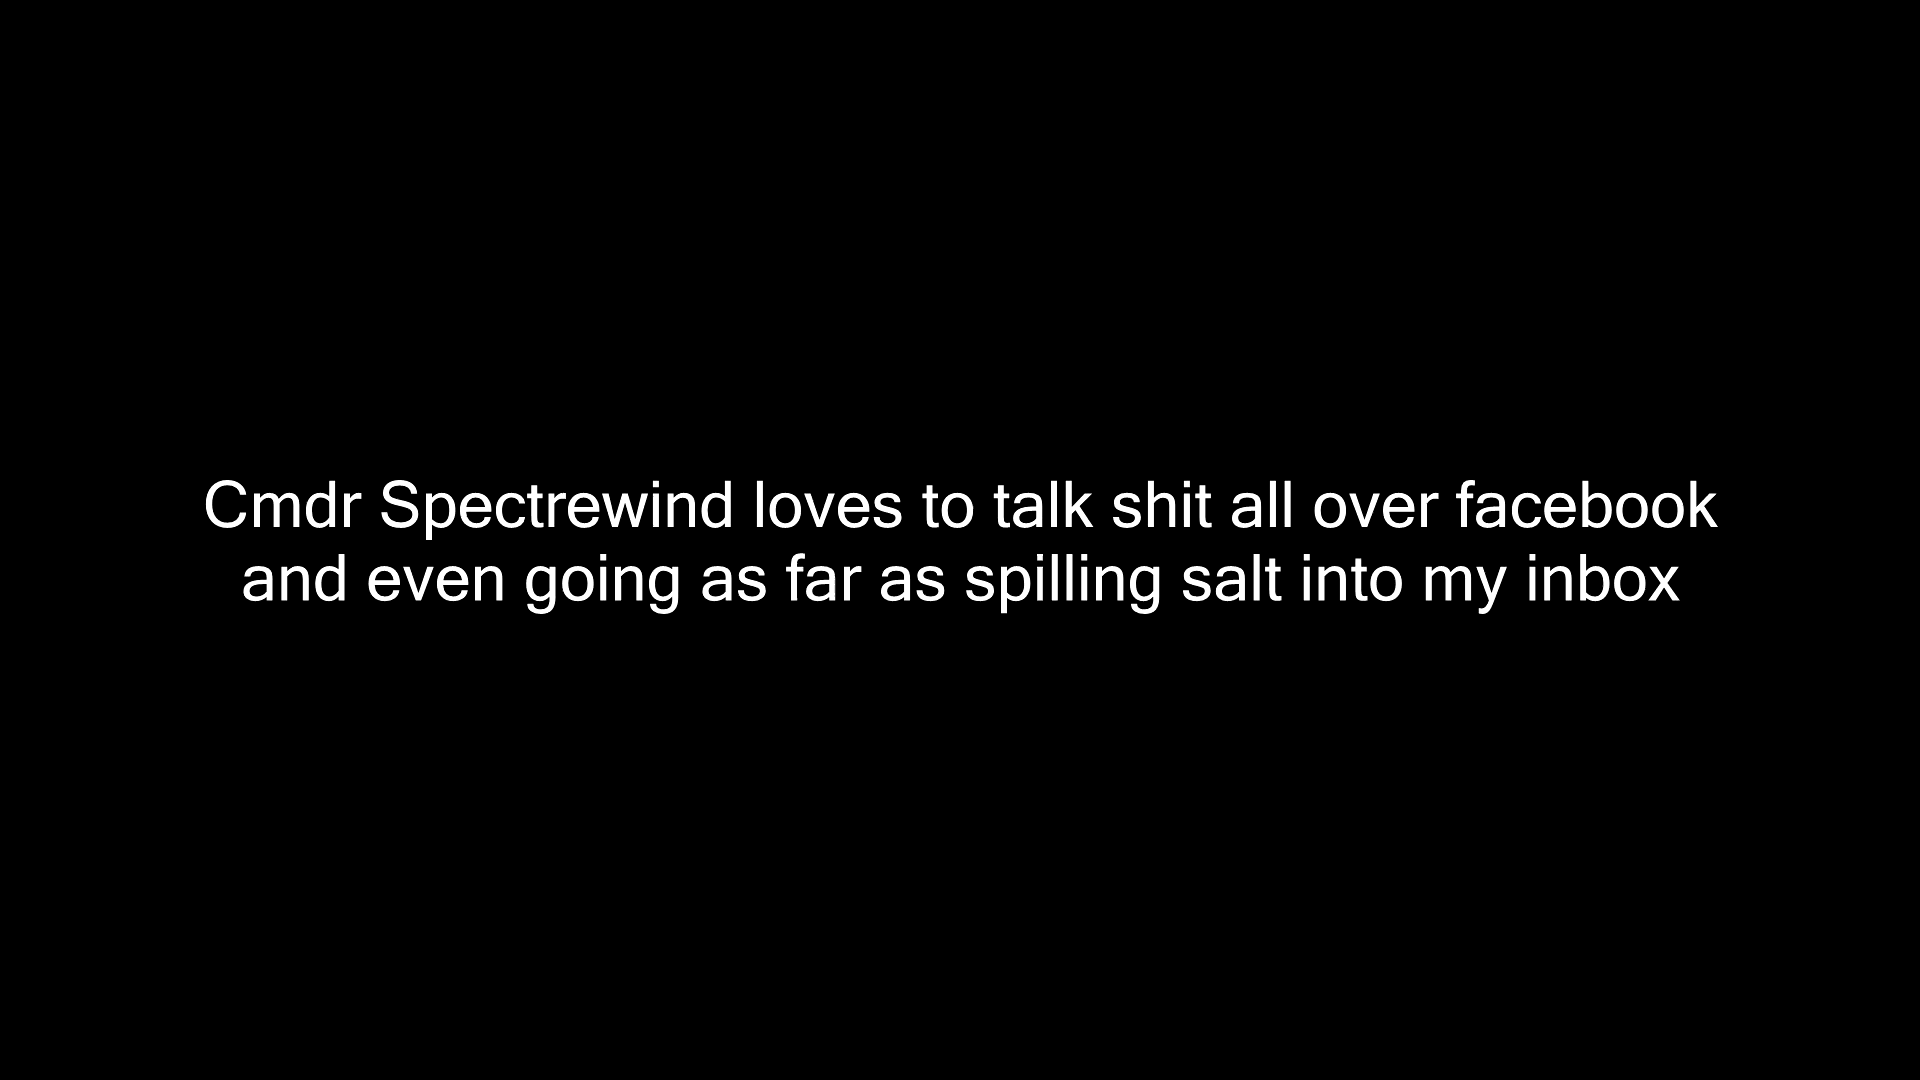 Cmdr Spectrewind loves to talk shit all over facebook
and even going as far as spilling salt into my inbox